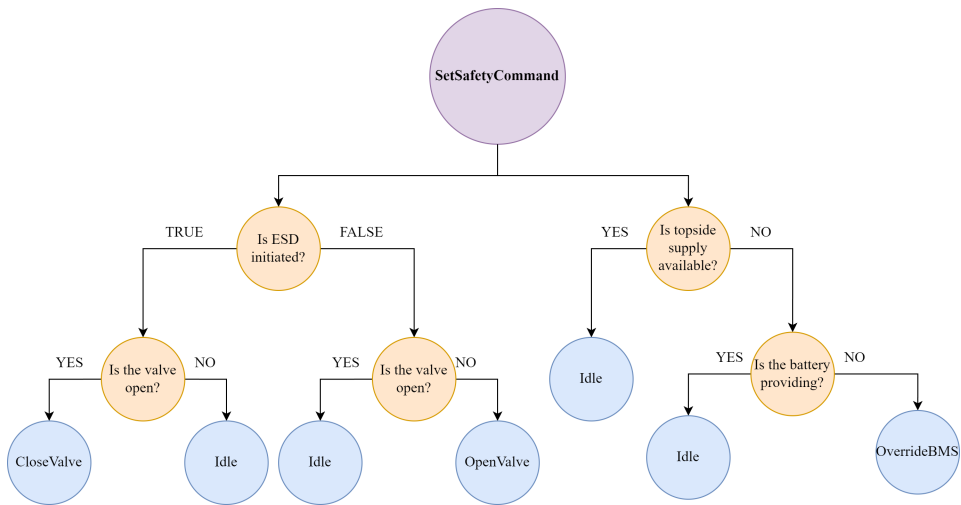 SetSafetyCommand
TRUE
Is ESD
initiated?
FALSE
YES
Is topside
supply
available?
NO
YES
Is the valve
open?
NO
YES
Is the valve
open?
NO
Idle
YES
Is the battery
providing?
NO
CloseValve
Idle
Idle
OpenValve
Idle
OverrideBMS